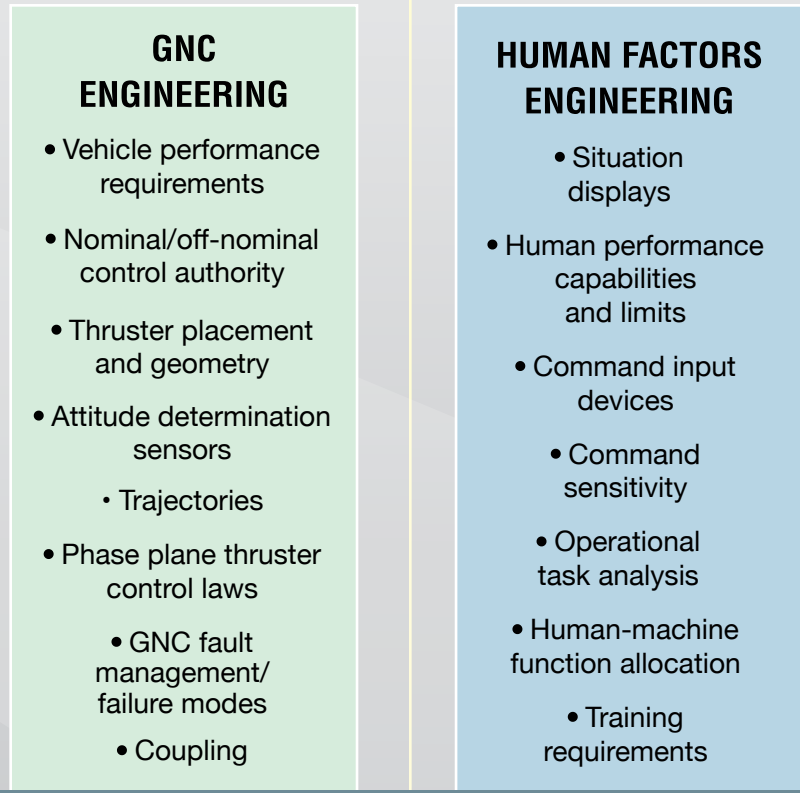 GNC
ENGINEERING
• Vehicle performance
requirements
• Nominal/off-nominal
control authority
• Thruster placement
and geometry
• Attitude determination
sensors
• Trajectories
• Phase plane thruster
control laws
• GNC fault
management/
failure modes
• Coupling
HUMAN FACTORS
ENGINEERING
• Situation
displays
• Human performance
capabilities
and limits
• Command input
devices
• Command
sensitivity
• Operational
task analysis
• Human-machine
function allocation
• Training
requirements